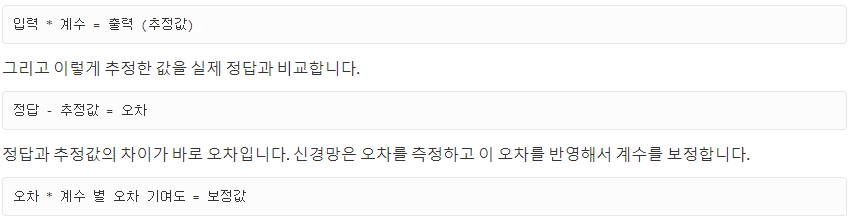 입력 * 계수 = 출력 (추정값)
그리고 이렇게 추정한 값을 실제 정답과 비교합니다.
정답 - 추정값 = 오차
정답과 추정값의 차이가 바로 오차입니다. 신경망은 오차를 측정하고 이 오차를 반영해서 계수를 보정합니다.
오차 * 계수 별 오차 기여도 = 보정값